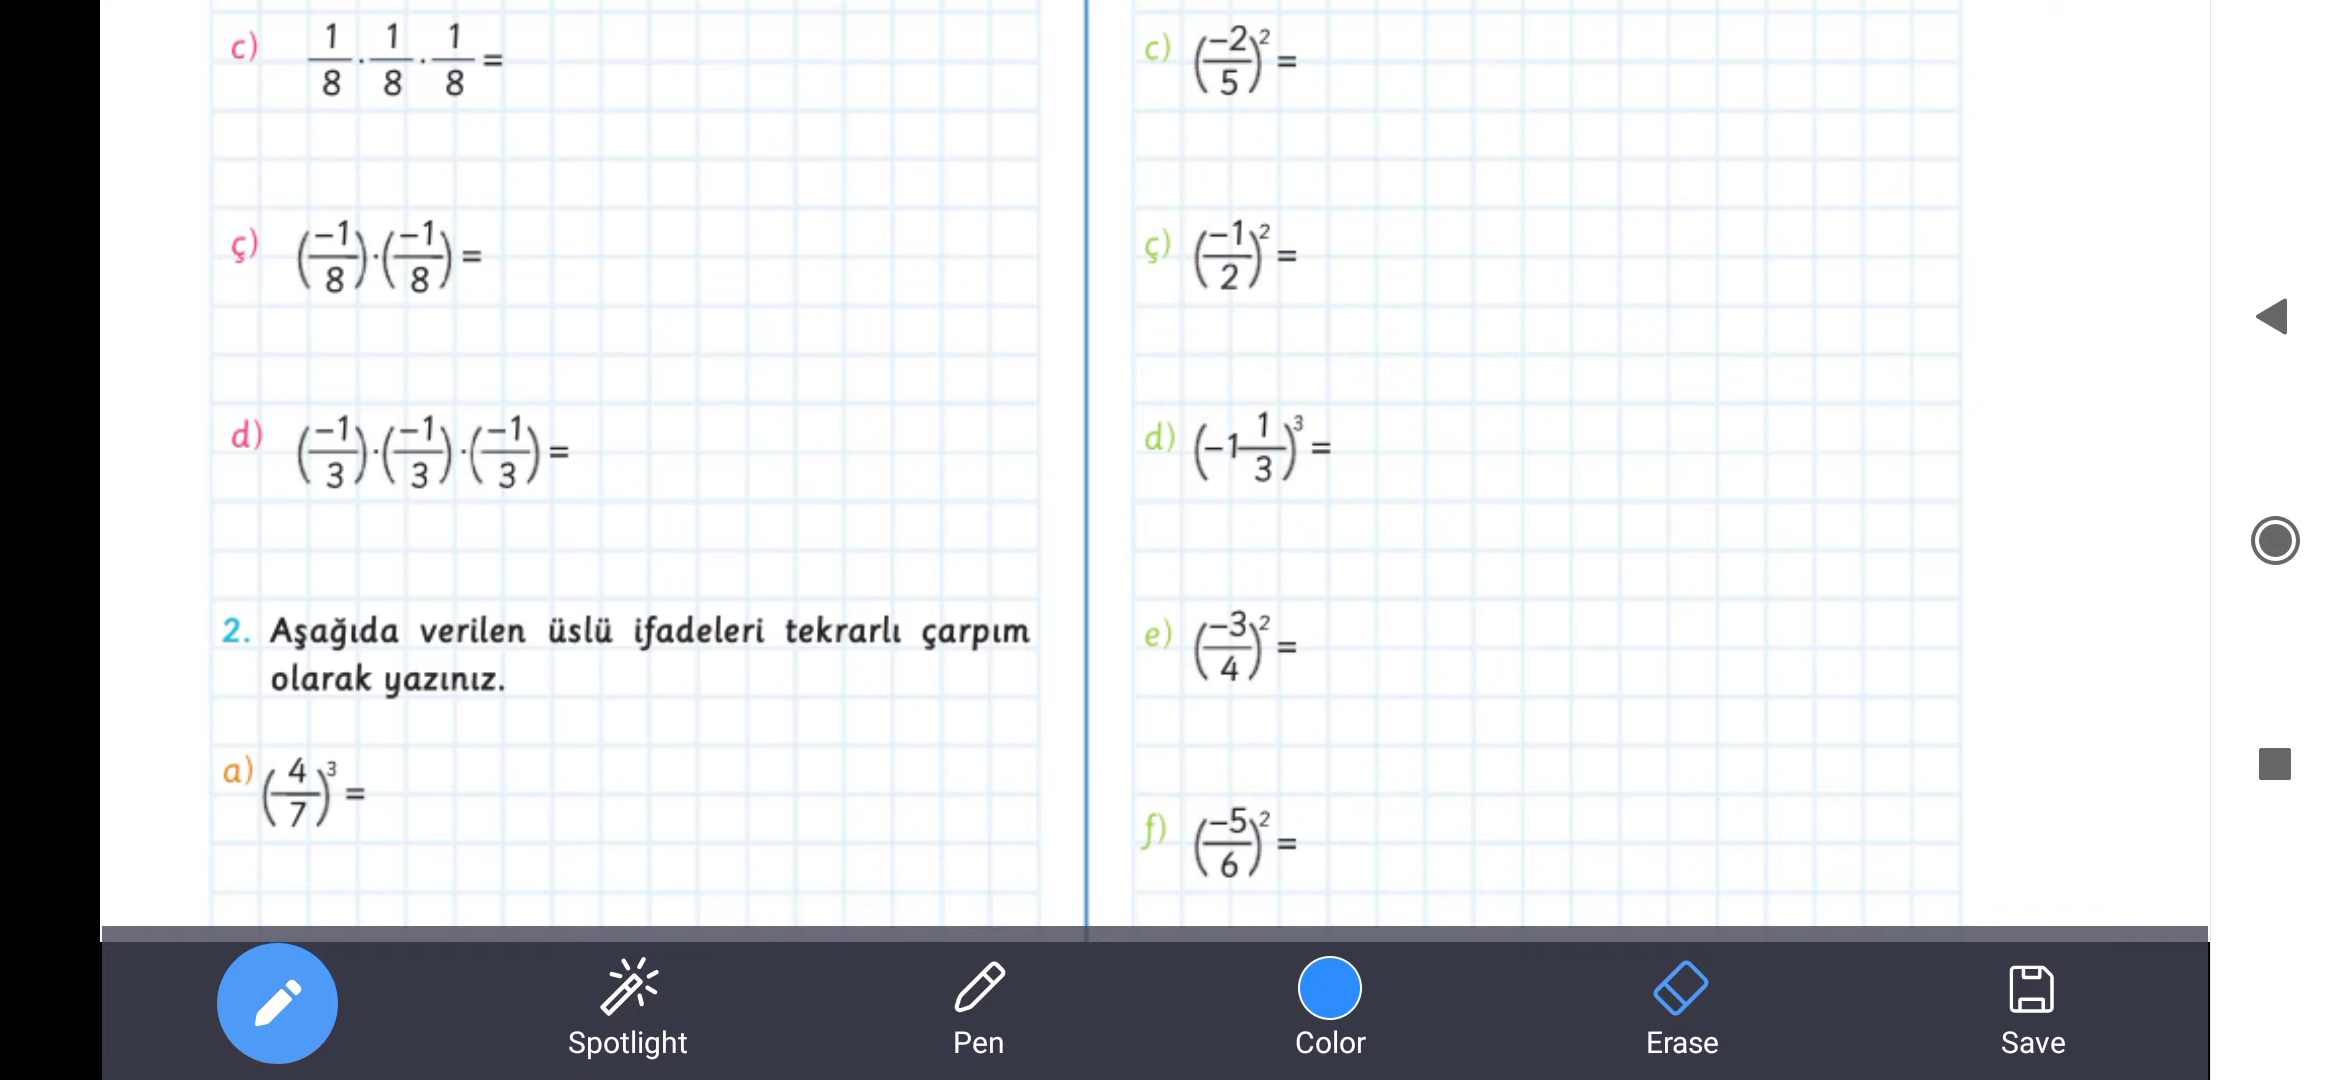 c) 1/8 · 1/8 · 1/8 =
ç) (-1/8) · (-1/8) =
d) (-1/3) · (-1/3) · (-1/3) =
2. Aşağıda verilen üslü ifadeleri tekrarlı çarpım
olarak yazınız.
a) (4/7)³ =
c) (-2/5)² =
ç) (-1/2)² =
d) (-1 1/3)³ =
e) (-3/4)² =
f) (-5/6)² =
Spotlight
Pen
Color
Erase
Save